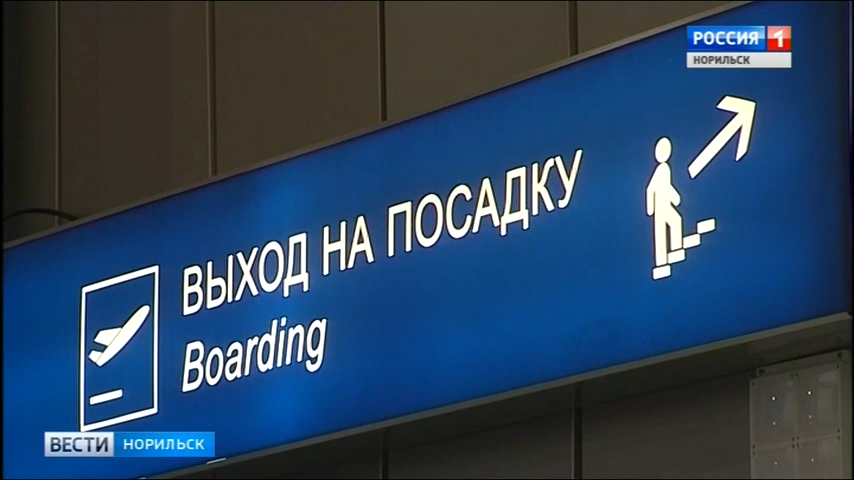 РОССИЯ 1
НОРИЛЬСК
ВЫХОД НА ПОСАДКУ
Boarding
ВЕСТИ НОРИЛЬСК